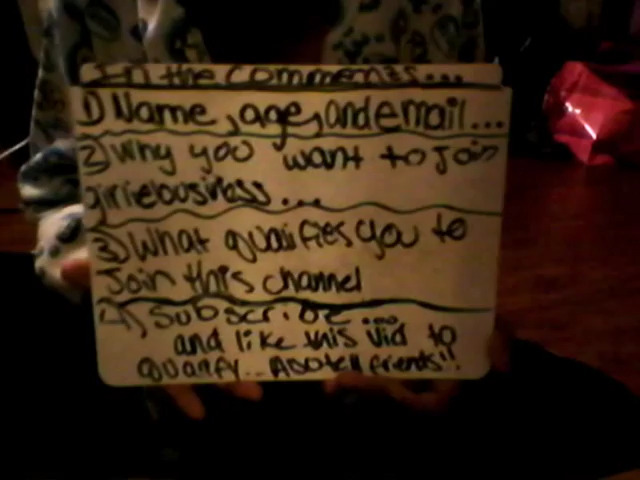 In the comments...
1) Name, age, and email...
2) Why you want to join
girliebusiness...
3) What qualifies you to
Join this channel
4) Subscribe...
and like this vid to
Quanfy... Also tell friends!!